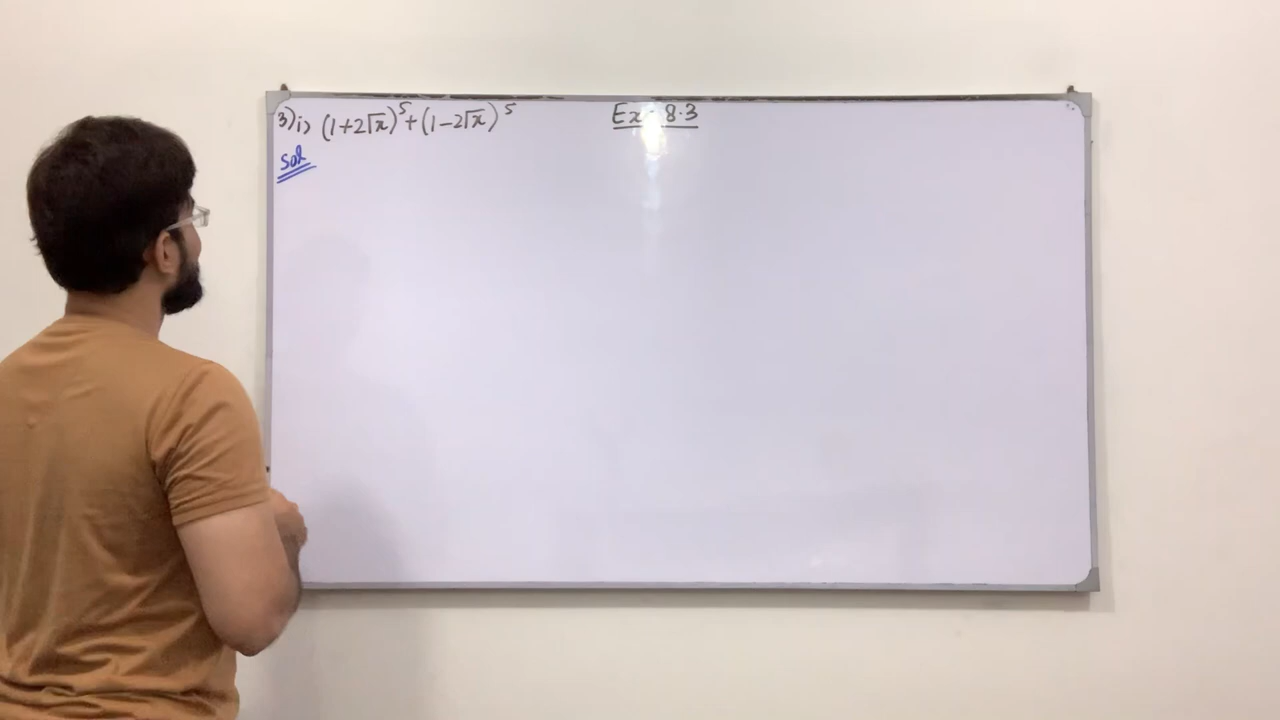 3)i) (1+2√x)⁵+(1-2√x)⁵
Ex - 8.3
Sol